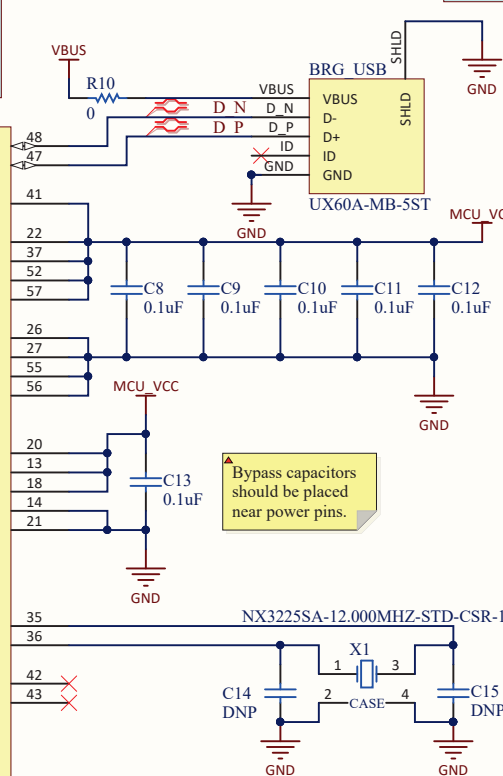 SHLD
GND
VBUS
BRG_USB
R10
0
VBUS
D_N
D_P
D_N
D_P
ID
GND
VBUS
D-
D+
ID
GND
SHLD
UX60A-MB-5ST
GND
48
47
41
22
37
52
57
MCU_VC
C8
0.1uF
C9
0.1uF
C10
0.1uF
C11
0.1uF
C12
0.1uF
26
27
55
56
GND
MCU_VCC
20
13
18
14
21
C13
0.1uF
GND
Bypass capacitors
should be placed
near power pins.
35
36
42
43
NX3225SA-12.000MHZ-STD-CSR-1
X1
1
3
2
CASE
4
C14
DNP
C15
DNP
GND
GND